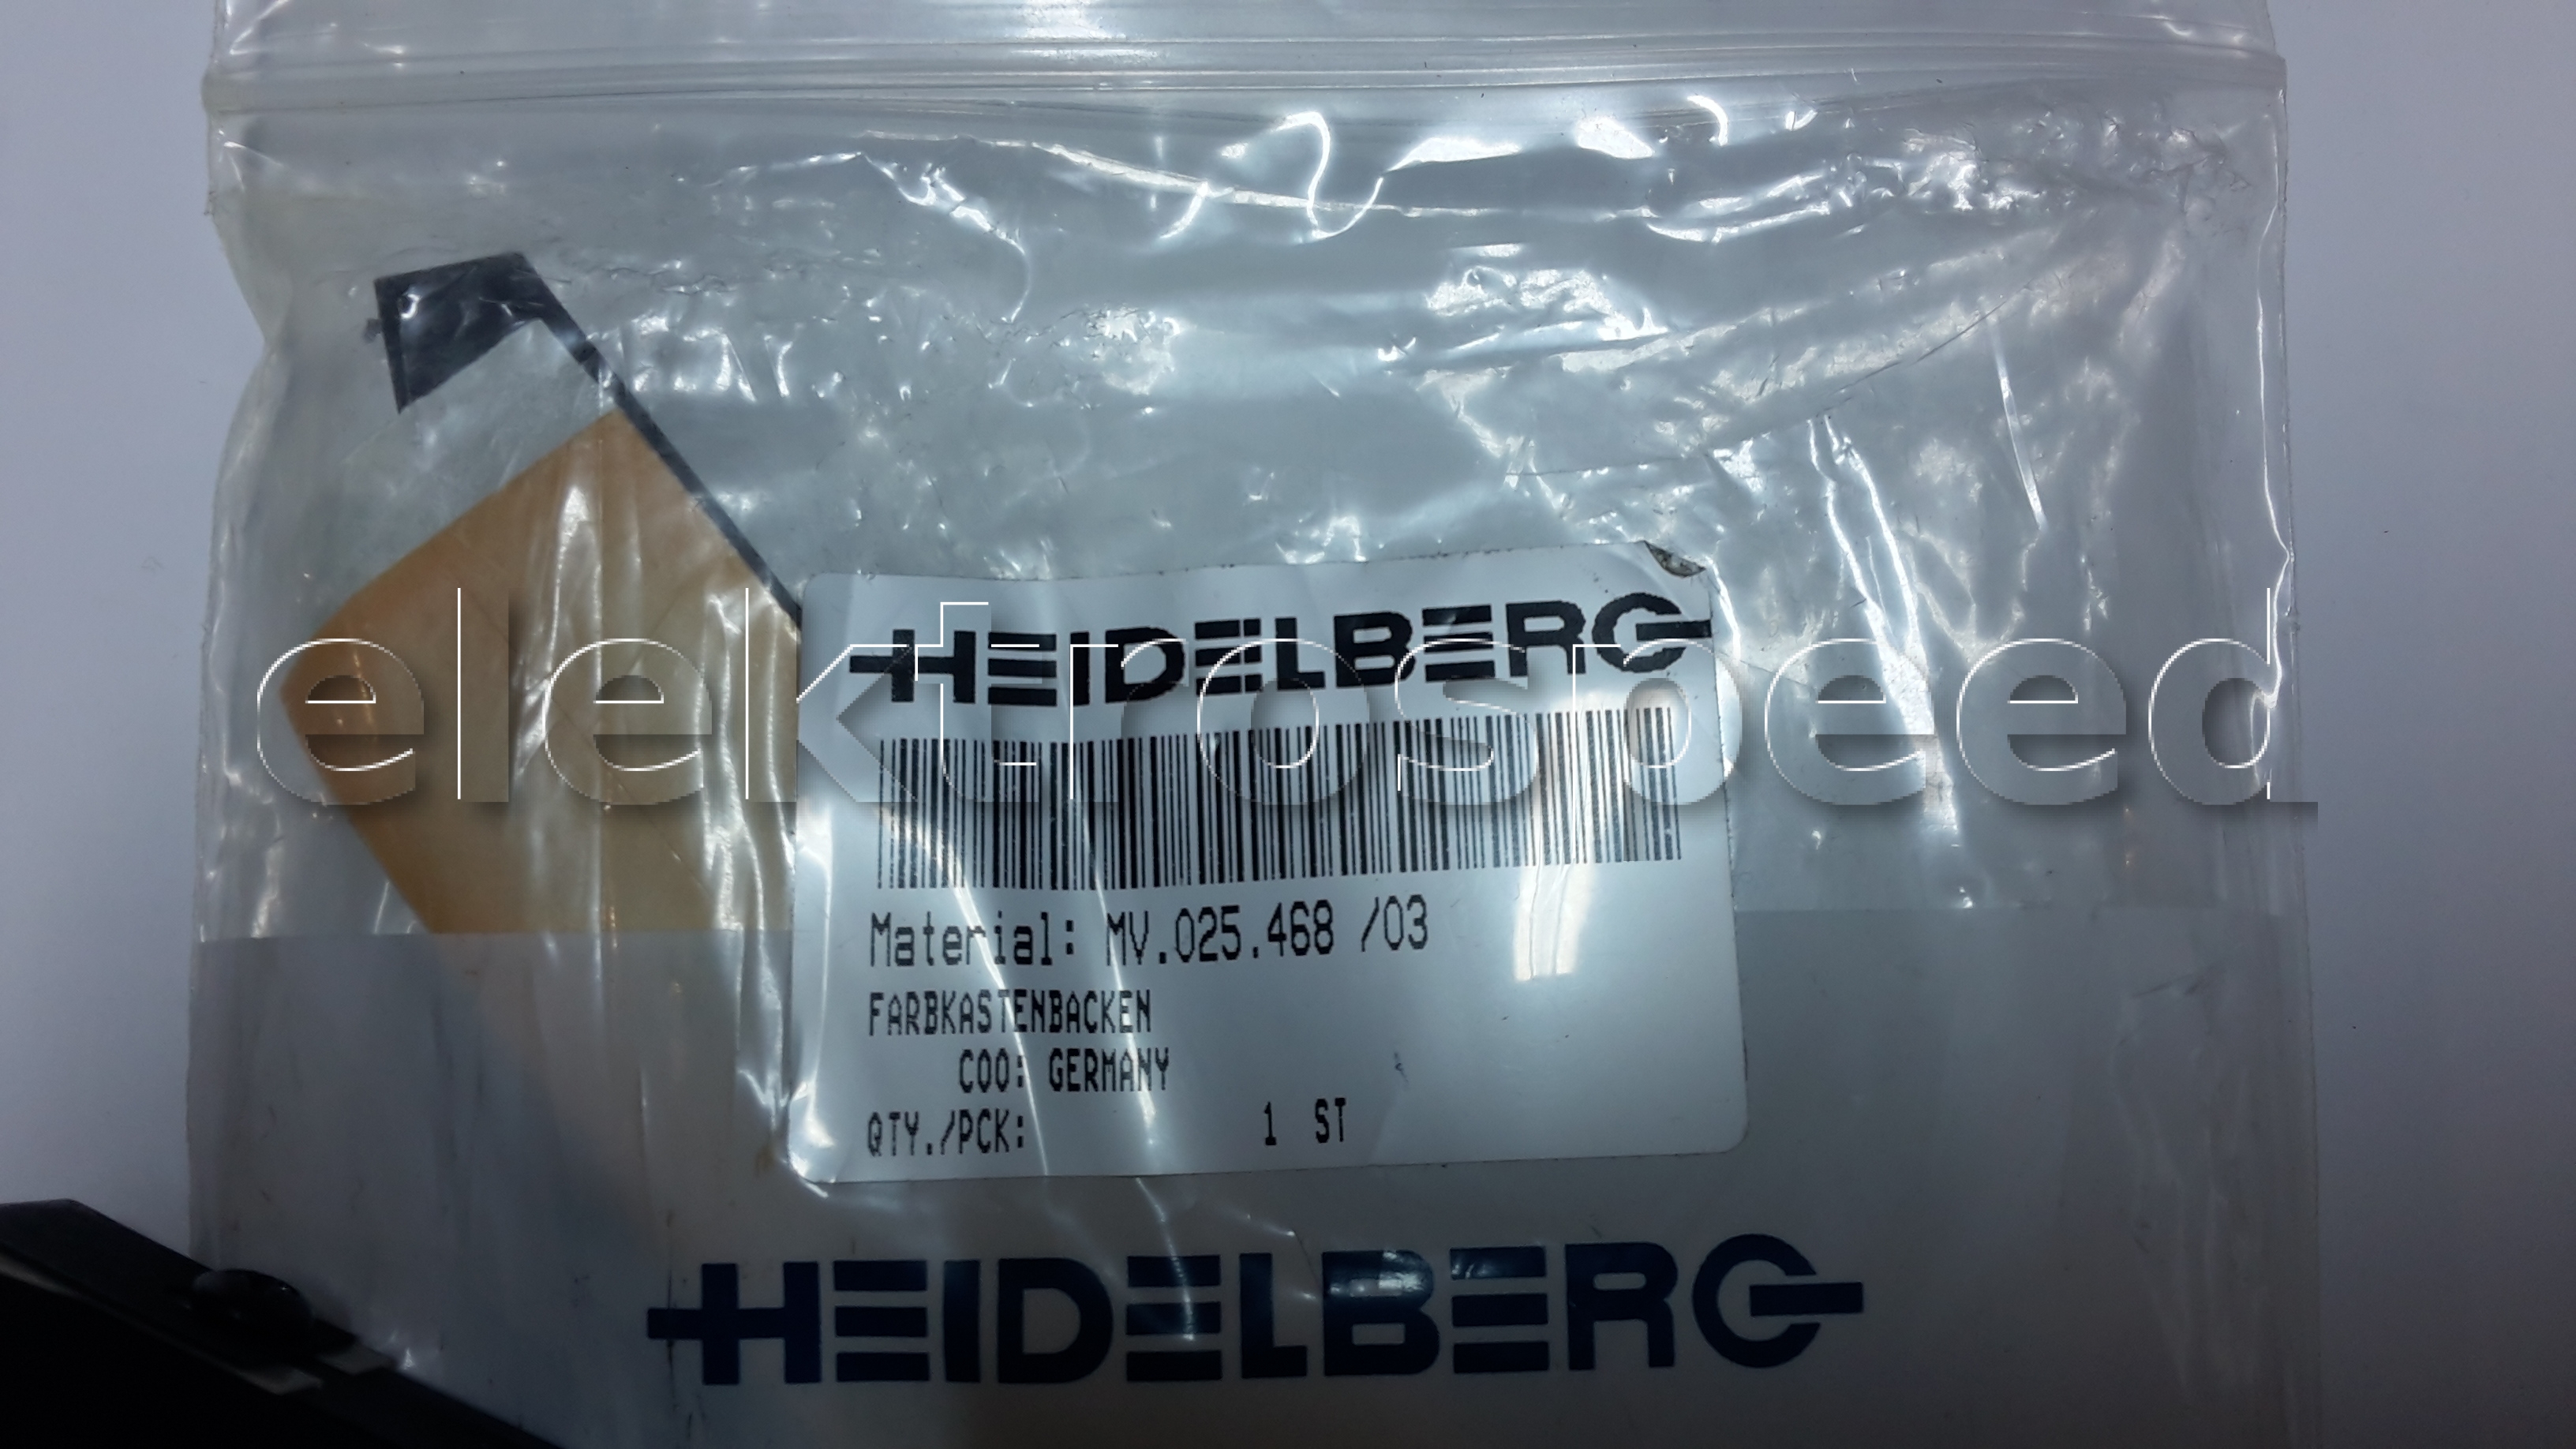 HEIDELBERG
elektrospeed
Material: MV.025.468 /03
FARBKASTENBACKEN
COO: GERMANY
QTY./PCK: 1 ST
HEIDELBERG